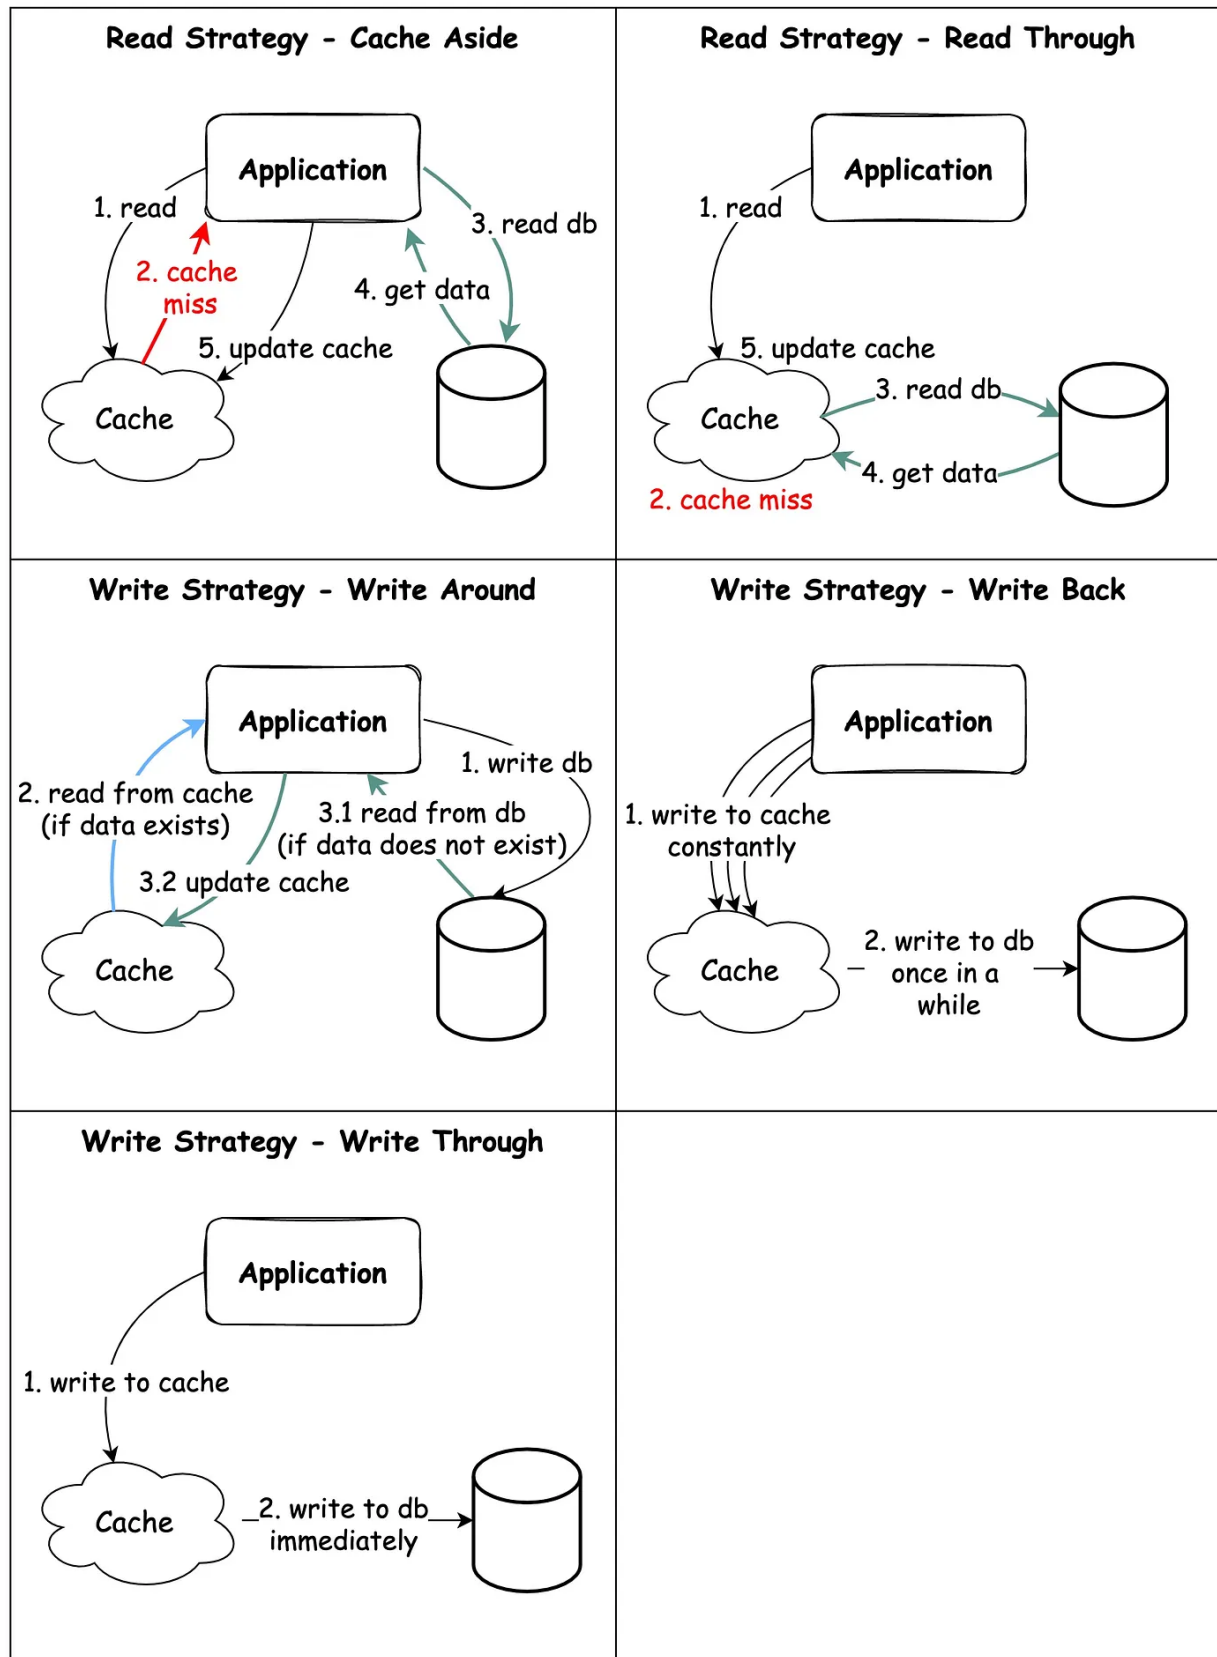 Read Strategy - Cache Aside
Application
1. read
3. read db
2. cache
miss
4. get data
5. update cache
Cache
Read Strategy - Read Through
Application
1. read
5. update cache
3. read db
Cache
4. get data
2. cache miss
Write Strategy - Write Around
Application
1. write db
2. read from cache
(if data exists)
3.1 read from db
(if data does not exist)
3.2 update cache
Cache
Write Strategy - Write Back
Application
1. write to cache
constantly
Cache
2. write to db
once in a
while
Write Strategy - Write Through
Application
1. write to cache
Cache
2. write to db
immediately